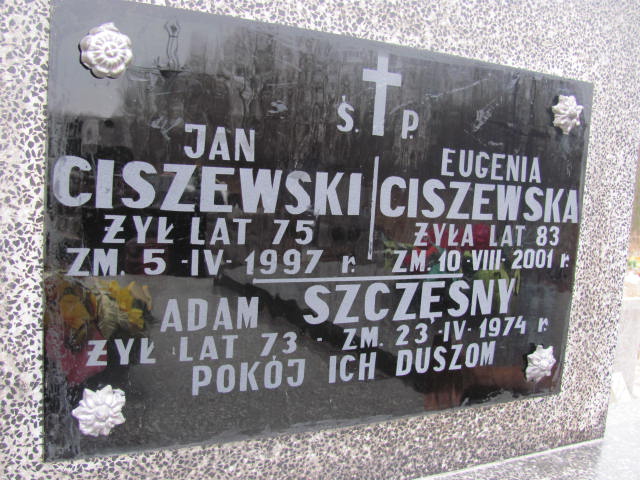 Ś. P.
JAN
CISZEWSKI
ŻYŁ LAT 75
ZM. 5-IV-1997 r.
EUGENIA
CISZEWSKA
ŻYŁA LAT 83
ZM. 10-VIII-2001 r.
ADAM SZCZĘSNY
ŻYŁ LAT 73 - ZM. 23-IV-1974 r.
POKÓJ ICH DUSZOM